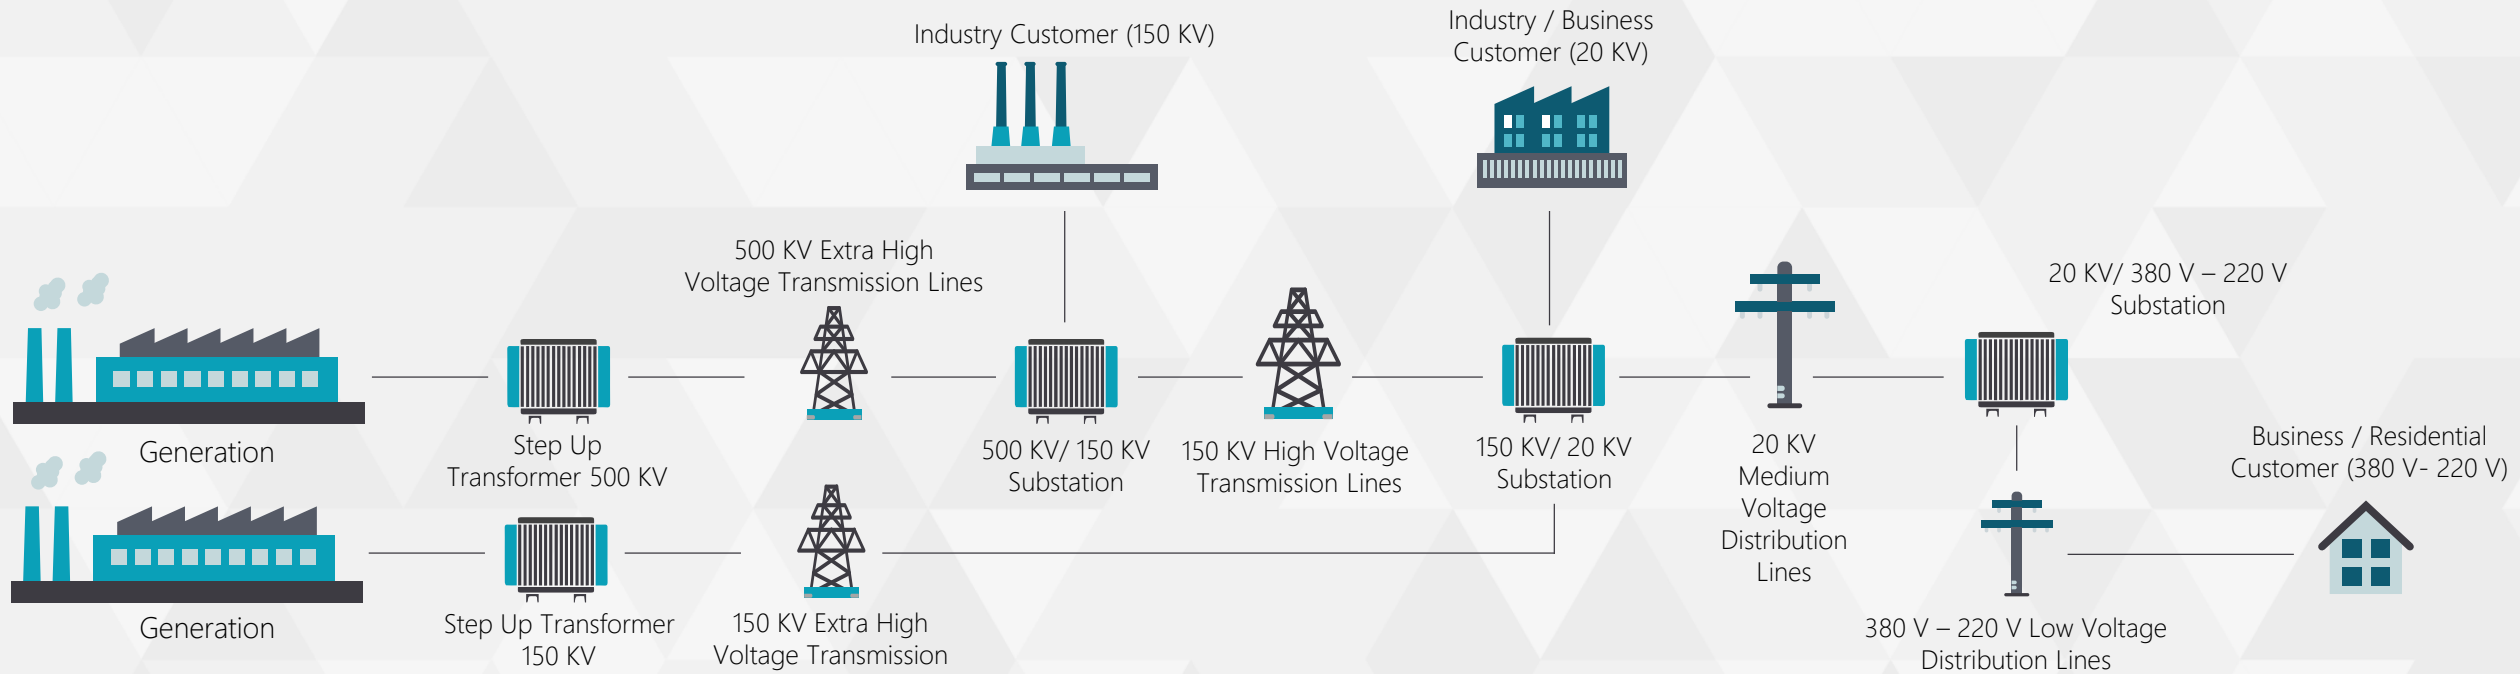 Industry Customer (150 KV)
Industry / Business
Customer (20 KV)
500 KV Extra High
Voltage Transmission Lines
20 KV/ 380 V – 220 V
Substation
Generation
Step Up
Transformer 500 KV
500 KV/ 150 KV
Substation
150 KV High Voltage
Transmission Lines
150 KV/ 20 KV
Substation
20 KV
Medium
Voltage
Distribution
Lines
Business / Residential
Customer (380 V- 220 V)
Generation
Step Up Transformer
150 KV
150 KV Extra High
Voltage Transmission
380 V – 220 V Low Voltage
Distribution Lines